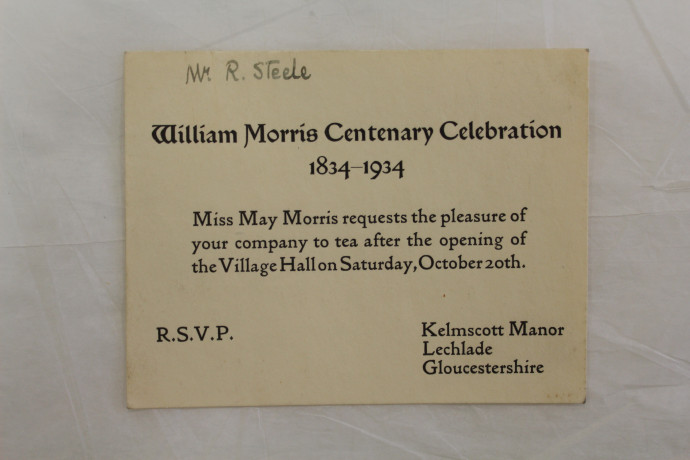 Mr. R. Steele
William Morris Centenary Celebration
1834-1934
Miss May Morris requests the pleasure of
your company to tea after the opening of
the Village Hall on Saturday, October 20th.
R.S.V.P.
Kelmscott Manor
Lechlade
Gloucestershire